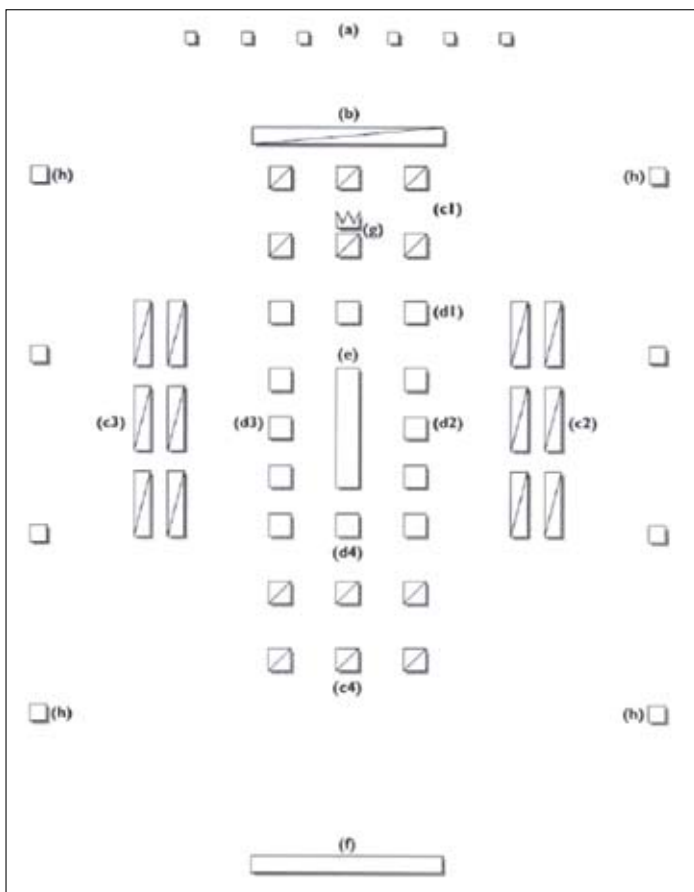 (a)
(b)
(h) (h)
(c1)
(g)
(d1)
(e)
(c3) (d3) (d2) (c2)
(d4)
(c4)
(h) (h)
(f)